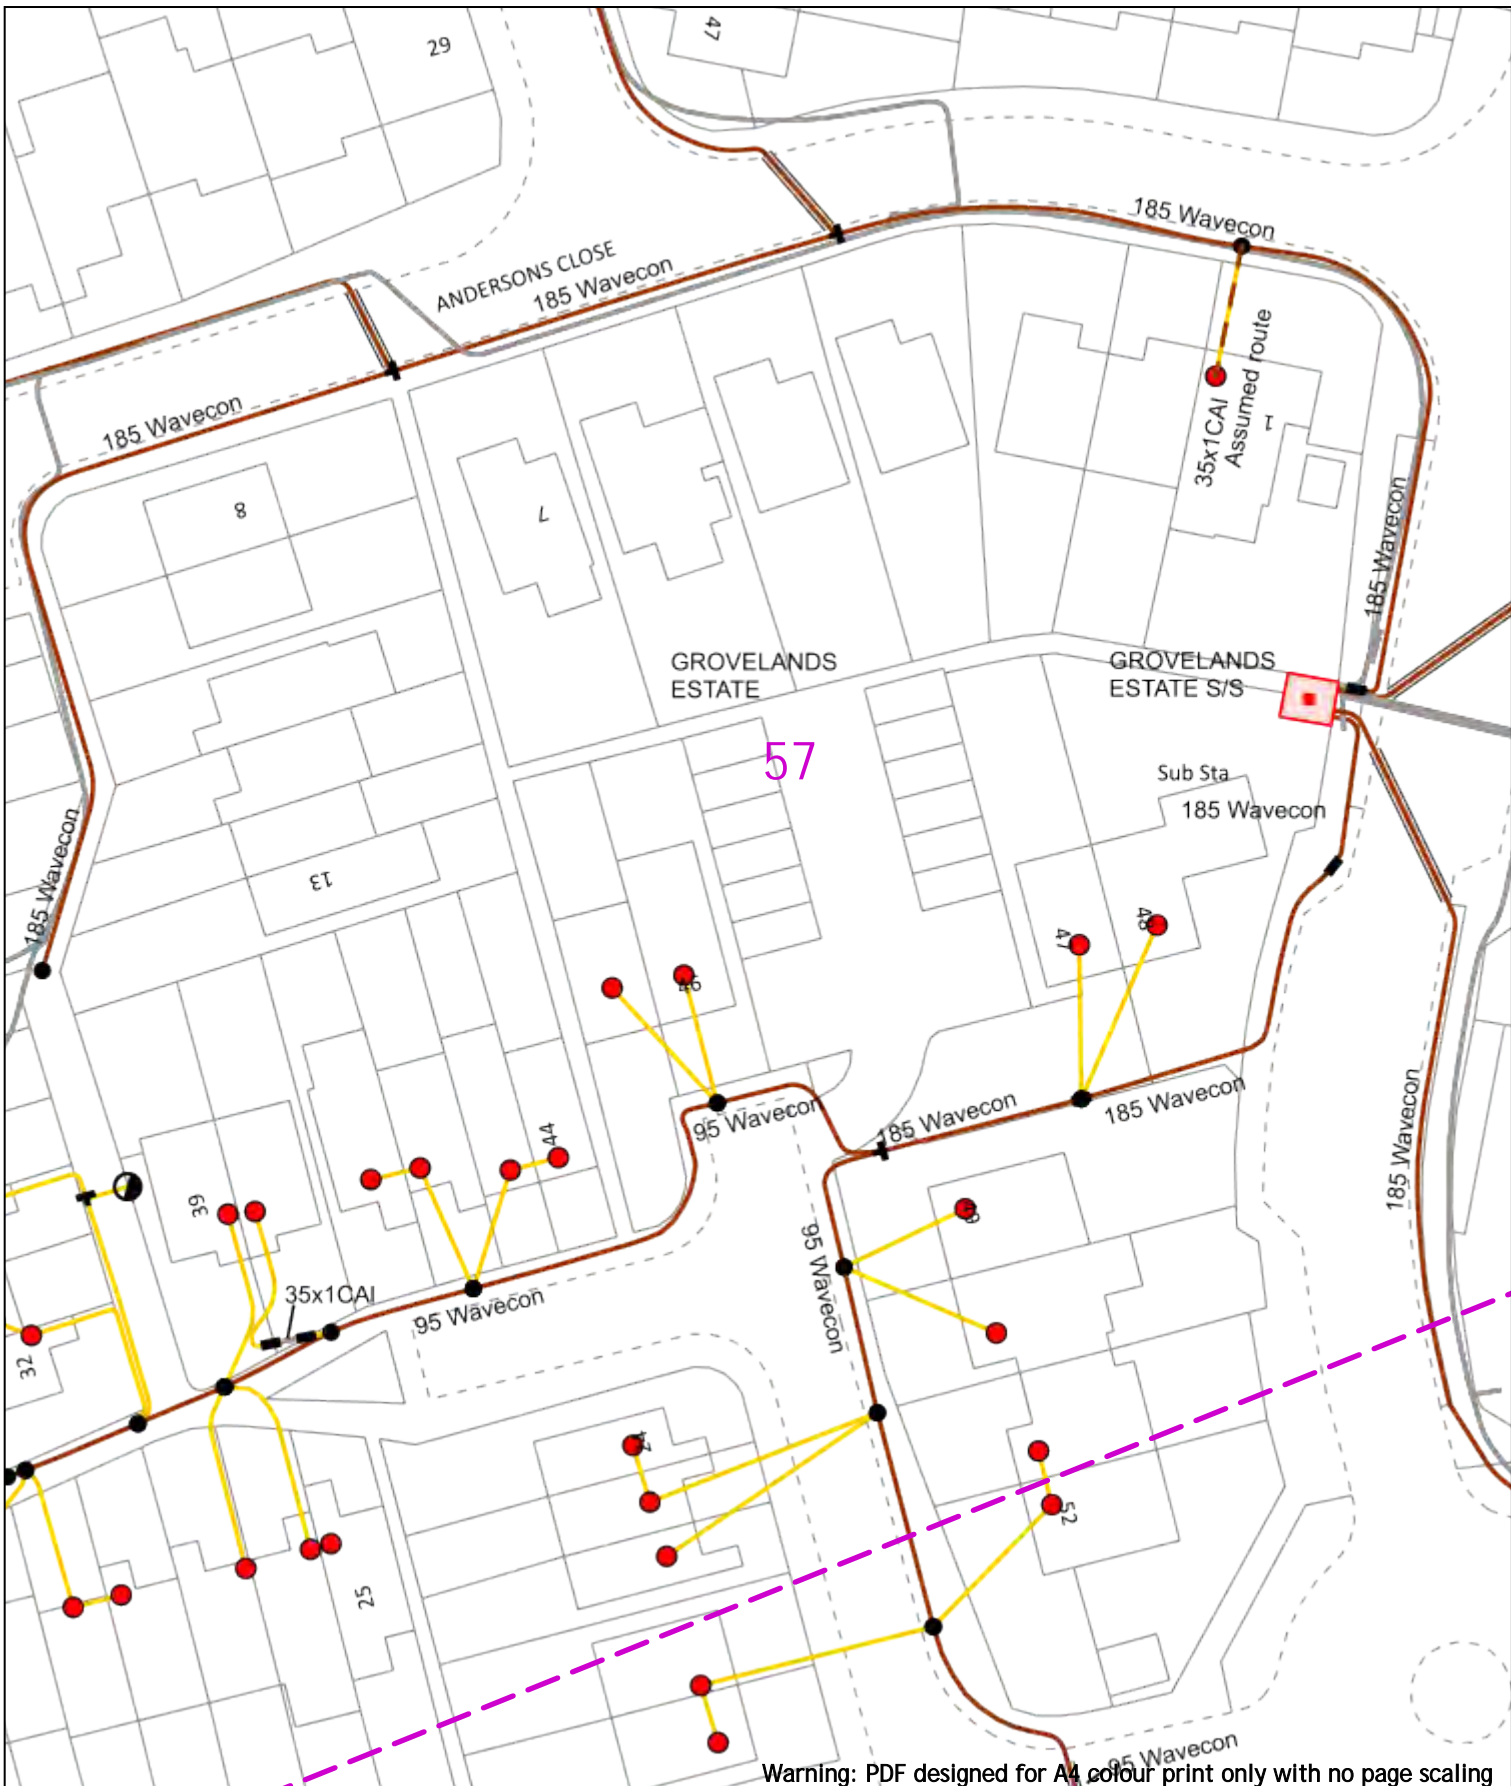 47
29
185 Wavecon
ANDERSONS CLOSE
185 Wavecon
35x1CAI
Assumed route
1
185 Wavecon
8
7
185 Wavecon
GROVELANDS
ESTATE
GROVELANDS
ESTATE S/S
57
Sub Sta
185 Wavecon
185 Wavecon
13
47
48
46
95 Wavecon
185 Wavecon
185 Wavecon
185 Wavecon
44
39
49
95 Wavecon
35x1CAI
95 Wavecon
32
47
52
25
95 Wavecon
Warning: PDF designed for A4 colour print only with no page scaling